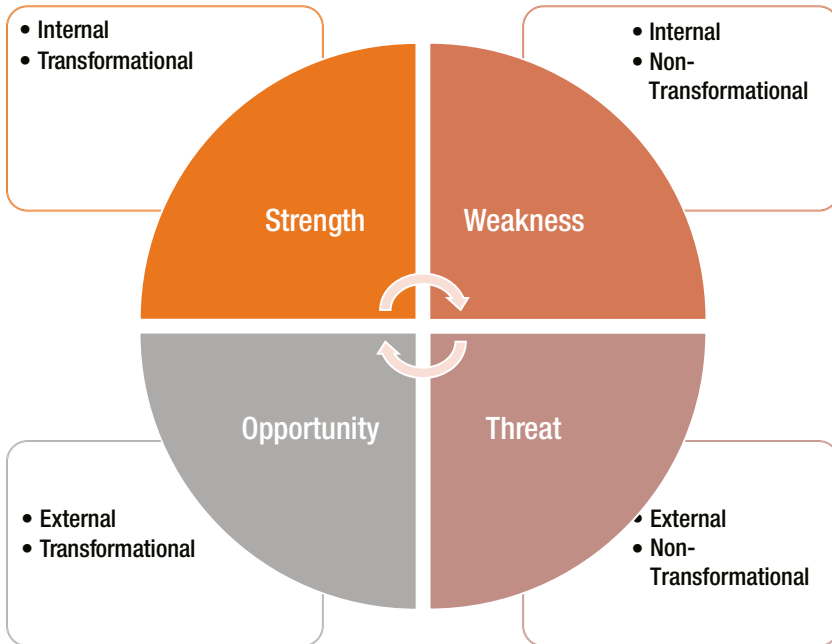 • Internal
• Transformational
• Internal
• Non-
Transformational
Strength
Weakness
Opportunity
Threat
• External
• Transformational
• External
• Non-
Transformational